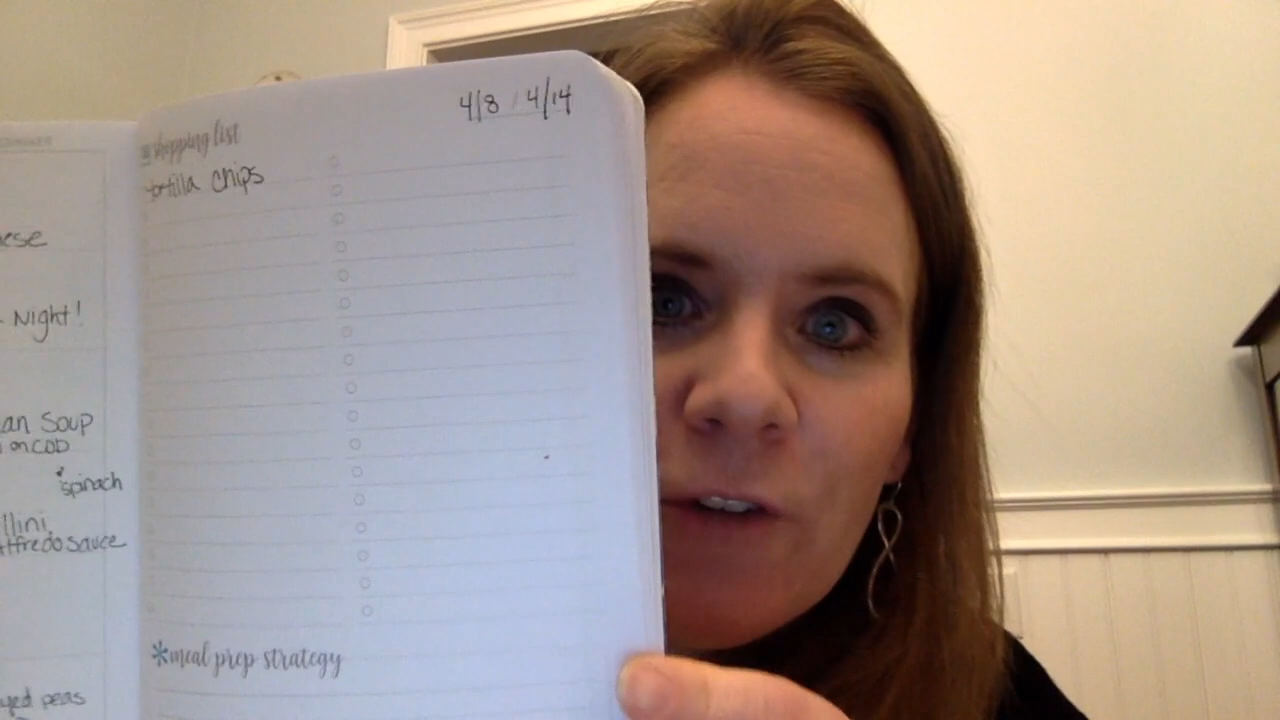 ese
Night!
an Soup
on COD
spinach
llini
Alfredo sauce
peas
4/8 / 4/14
*shopping list
tortilla chips
*meal prep strategy